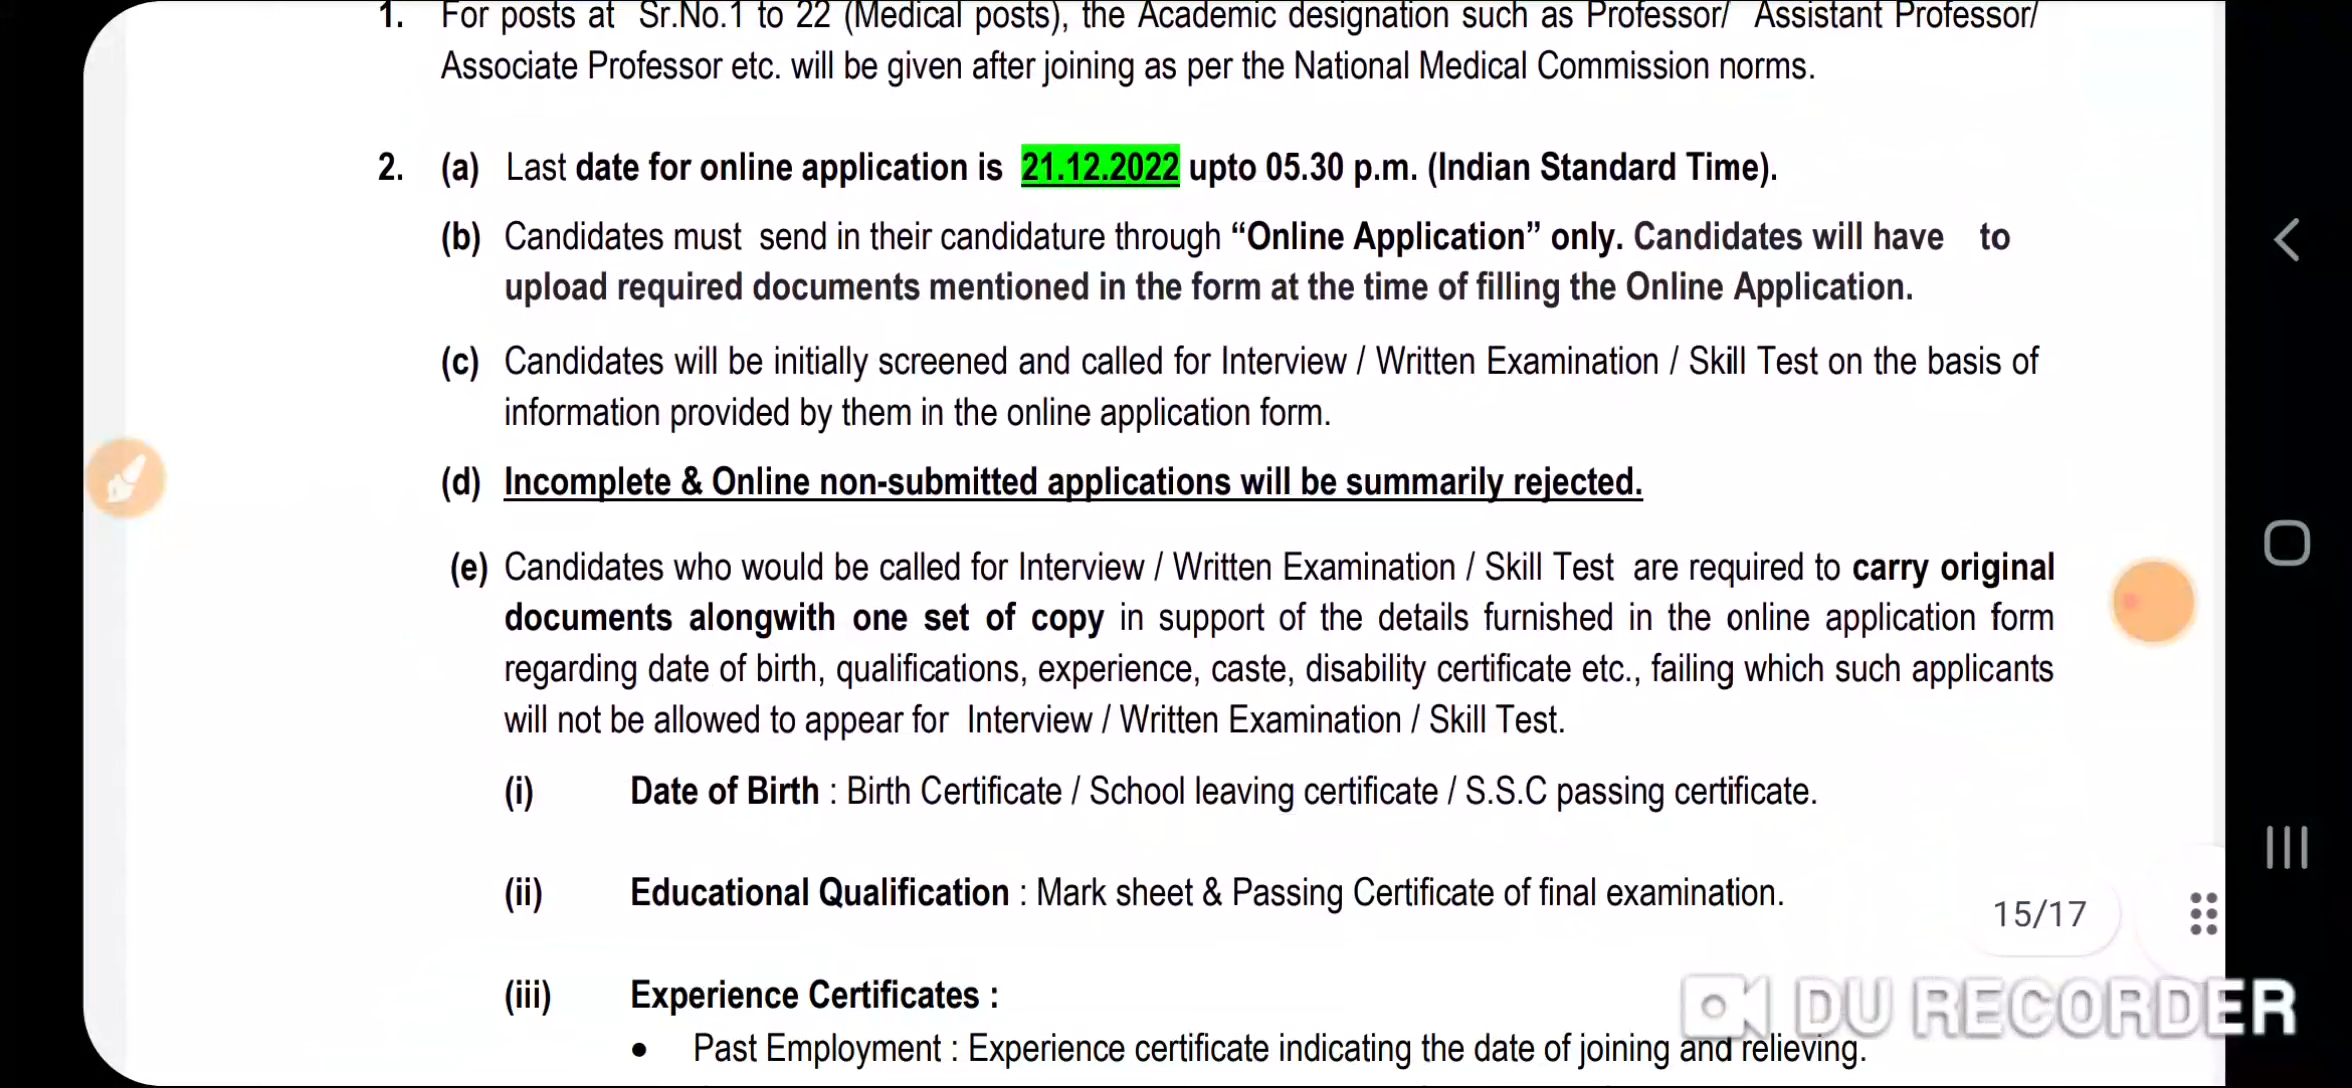 1. For posts at Sr.No.1 to 22 (Medical posts), the Academic designation such as Professor/ Assistant Professor/
Associate Professor etc. will be given after joining as per the National Medical Commission norms.
2. (a) Last date for online application is 21.12.2022 upto 05.30 p.m. (Indian Standard Time).
(b) Candidates must send in their candidature through “Online Application” only. Candidates will have to
upload required documents mentioned in the form at the time of filling the Online Application.
(c) Candidates will be initially screened and called for Interview / Written Examination / Skill Test on the basis of
information provided by them in the online application form.
(d) Incomplete & Online non-submitted applications will be summarily rejected.
(e) Candidates who would be called for Interview / Written Examination / Skill Test are required to carry original
documents alongwith one set of copy in support of the details furnished in the online application form
regarding date of birth, qualifications, experience, caste, disability certificate etc., failing which such applicants
will not be allowed to appear for Interview / Written Examination / Skill Test.
(i) Date of Birth : Birth Certificate / School leaving certificate / S.S.C passing certificate.
(ii) Educational Qualification : Mark sheet & Passing Certificate of final examination.
15/17
(iii) Experience Certificates :
DU RECORDER
• Past Employment : Experience certificate indicating the date of joining and relieving.